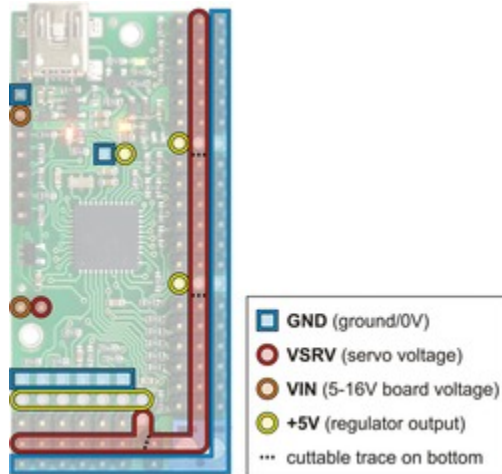 GND (ground/0V)
VSRV (servo voltage)
VIN (5-16V board voltage)
+5V (regulator output)
cuttable trace on bottom